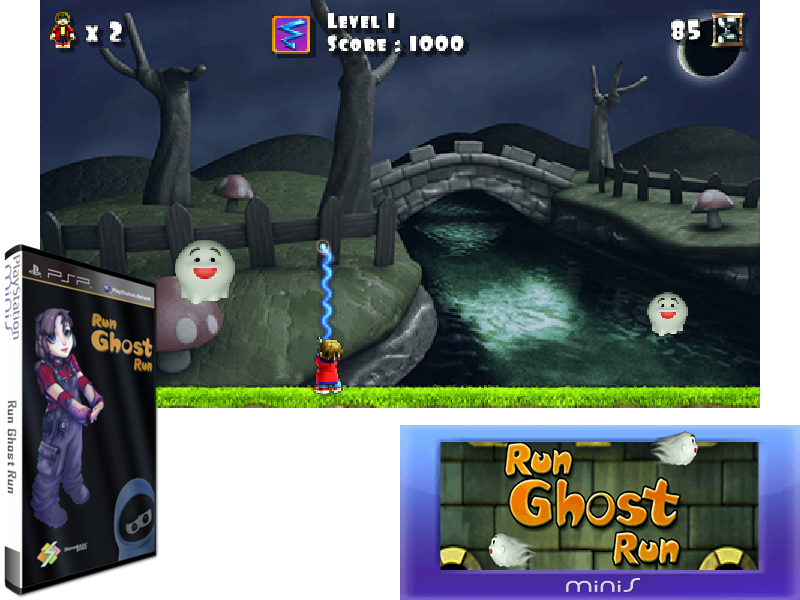 x 2
Level 1
Score : 1000
85
PSP
PlayStation Network
PlayStation
minis
Run
Ghost
Run
Run Ghost Run
Run
Ghost
Run
minis